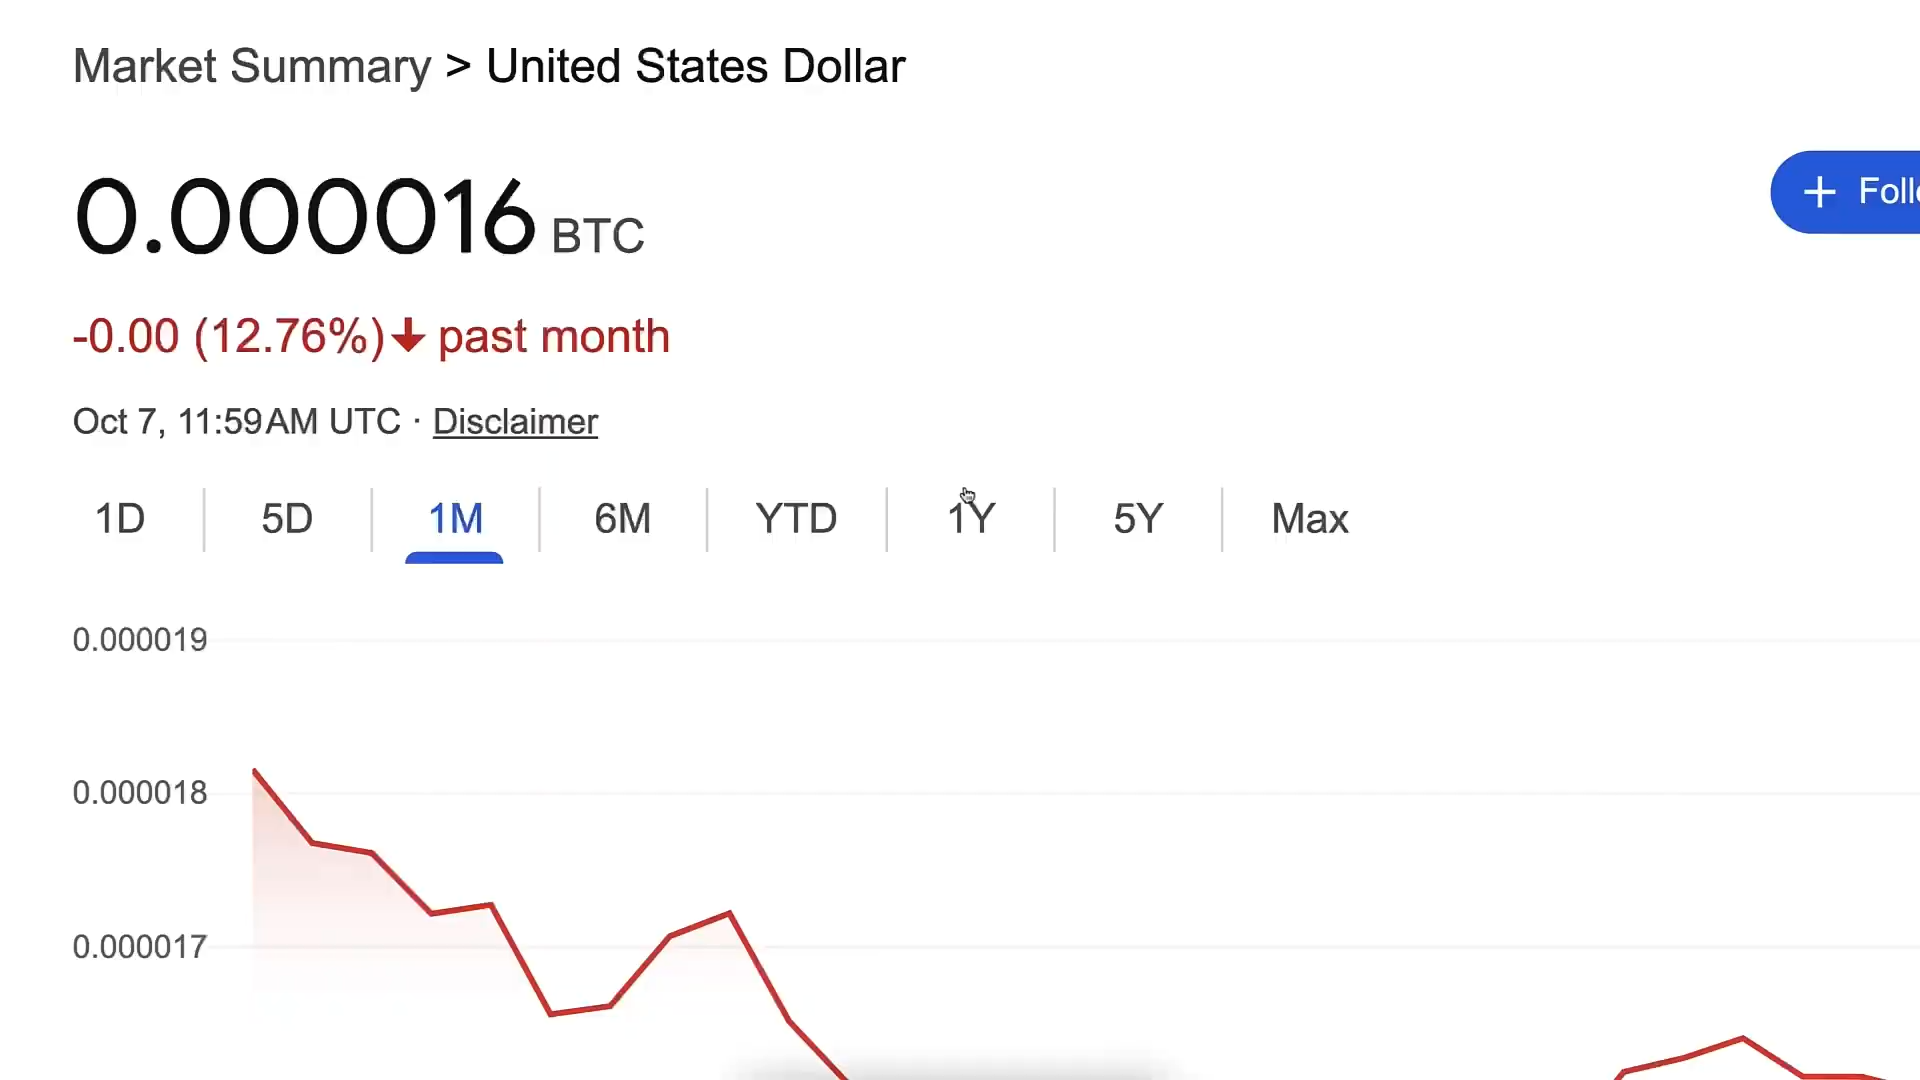 Market Summary > United States Dollar
0.000016 BTC
+ Foll
-0.00 (12.76%)↓ past month
Oct 7, 11:59 AM UTC · Disclaimer
1D 5D 1M 6M YTD 1Y 5Y Max
0.000019
0.000018
0.000017